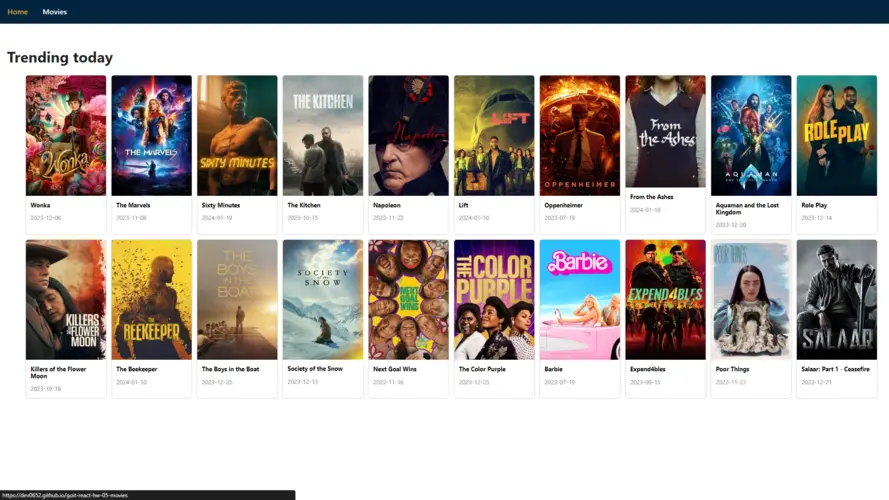 Home Movies
Trending today
Wonka
THE MARVELS
SIXTY MINUTES
THE KITCHEN
Napoleon
LIFT
OPPENHEIMER
From
the Ashes
AQUAMAN
ROLE PLAY
Wonka
2023-12-06
The Marvels
2023-11-08
Sixty Minutes
2024-01-19
The Kitchen
2023-10-15
Napoleon
2023-11-22
Lift
2024-01-10
Oppenheimer
2023-07-19
From the Ashes
2024-01-18
Aquaman and the Lost
Kingdom
2023-12-20
Role Play
2023-12-14
KILLERS
OF THE FLOWER
MOON
BEEKEEPER
THE
BOYS
IN THE
BOAT
SOCIETY
OF THE
SNOW
NEXT
GOAL
WINS
THE COLOR
PURPLE
Barbie
EXPEND4BLES
POOR THINGS
SALAAR
Killers of the Flower
Moon
2023-10-18
The Beekeeper
2024-01-10
The Boys in the Boat
2023-12-25
Society of the Snow
2023-12-13
Next Goal Wins
2023-11-16
The Color Purple
2023-12-25
Barbie
2023-07-19
Expend4bles
2023-09-15
Poor Things
2023-11-23
Salaar: Part 1 - Ceasefire
2023-12-21
https://dev0652.github.io/goit-react-hw-05-movies